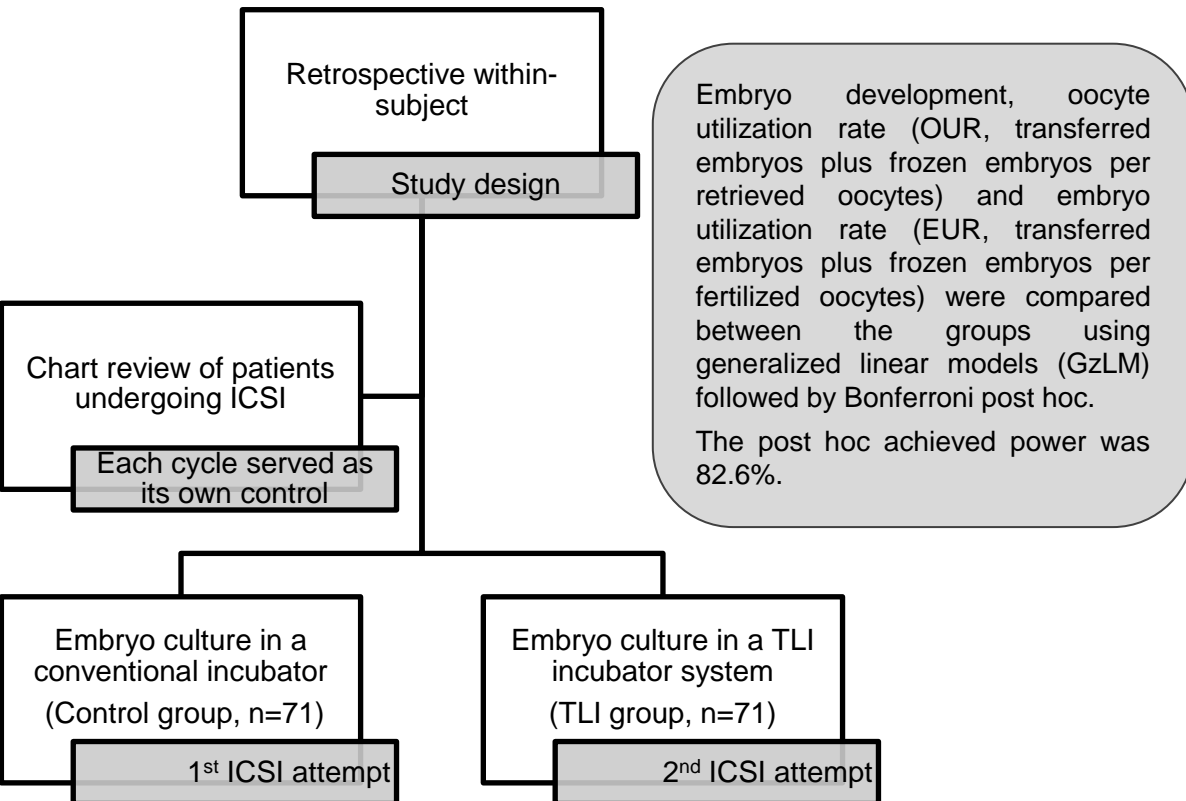 Retrospective within-
subject
Study design
Embryo development, oocyte
utilization rate (OUR, transferred
embryos plus frozen embryos per
retrieved oocytes) and embryo
utilization rate (EUR, transferred
embryos plus frozen embryos per
fertilized oocytes) were compared
between the groups using
generalized linear models (GzLM)
followed by Bonferroni post hoc.
The post hoc achieved power was
82.6%.
Chart review of patients
undergoing ICSI
Each cycle served as
its own control
Embryo culture in a
conventional incubator
(Control group, n=71)
1st ICSI attempt
Embryo culture in a TLI
incubator system
(TLI group, n=71)
2nd ICSI attempt